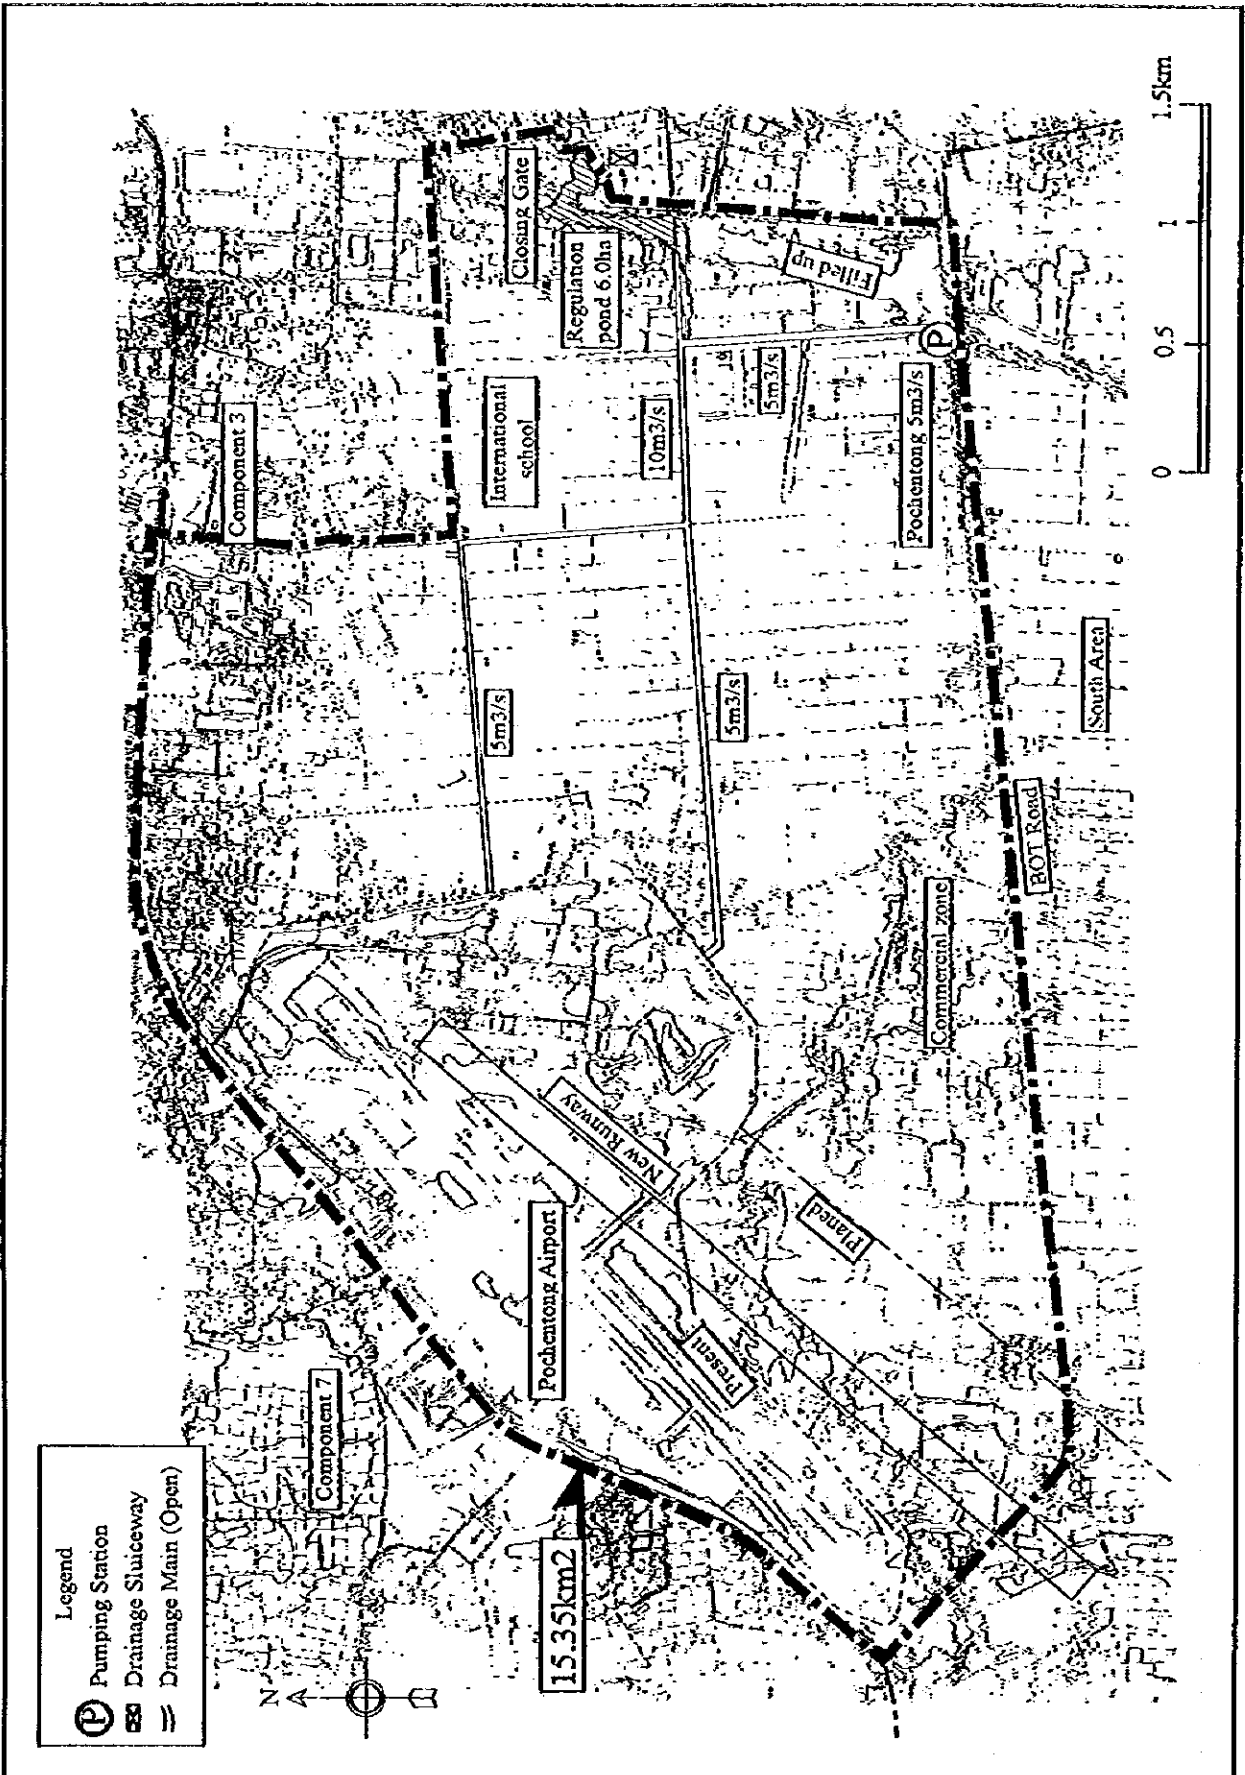 Legend
P Pumping Station
Drainage Sluiceway
Drainage Main (Open)
N
Component 7
15.35km2
Pochentong Airport
Present
New Runway
Planed
Component 3
International
school
Closing Gate
Regulation
pond 6.0ha
5m3/s
5m3/s
10m3/s
5m3/s
Filled up
P
Pochentong 5m3/s
Commercial zone
BOT Road
South Area
0
0.5
1
1.5km